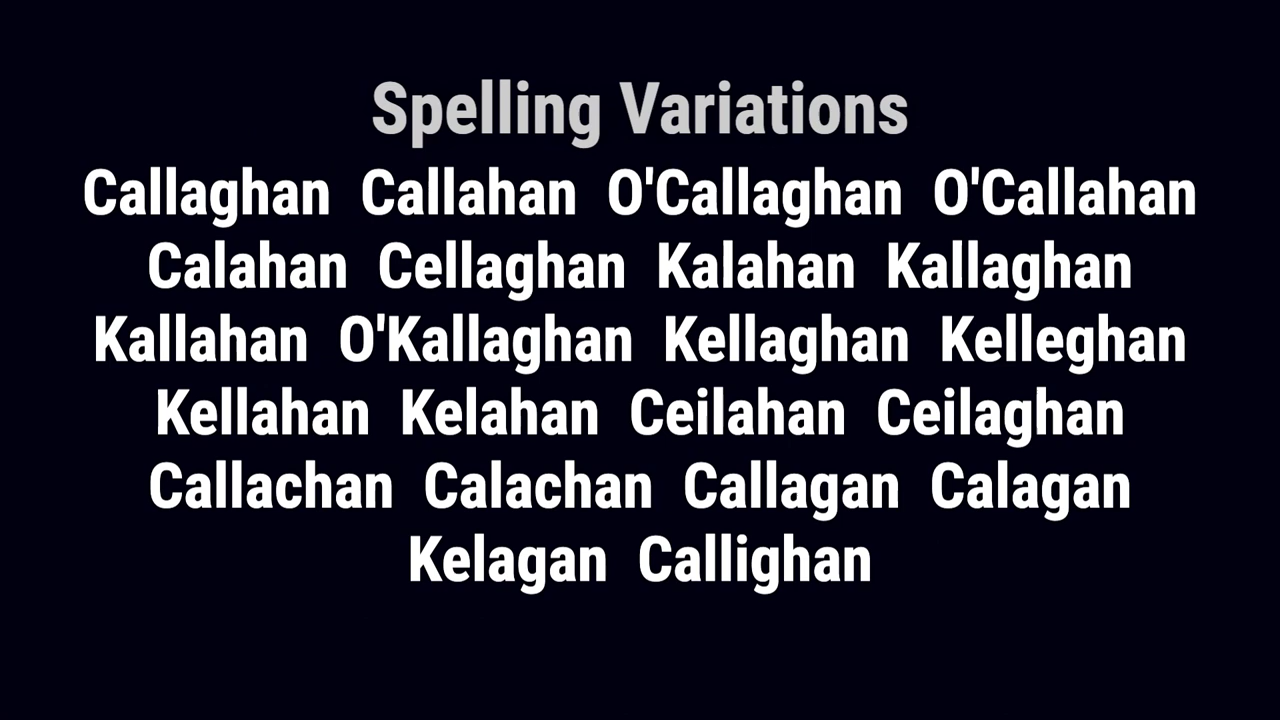 Spelling Variations
Callaghan Callahan O'Callaghan O'Callahan
Calahan Cellaghan Kalahan Kallaghan
Kallahan O'Kallaghan Kellaghan Kelleghan
Kellahan Kelahan Ceilahan Ceilaghan
Callachan Calachan Callagan Calagan
Kelagan Callighan